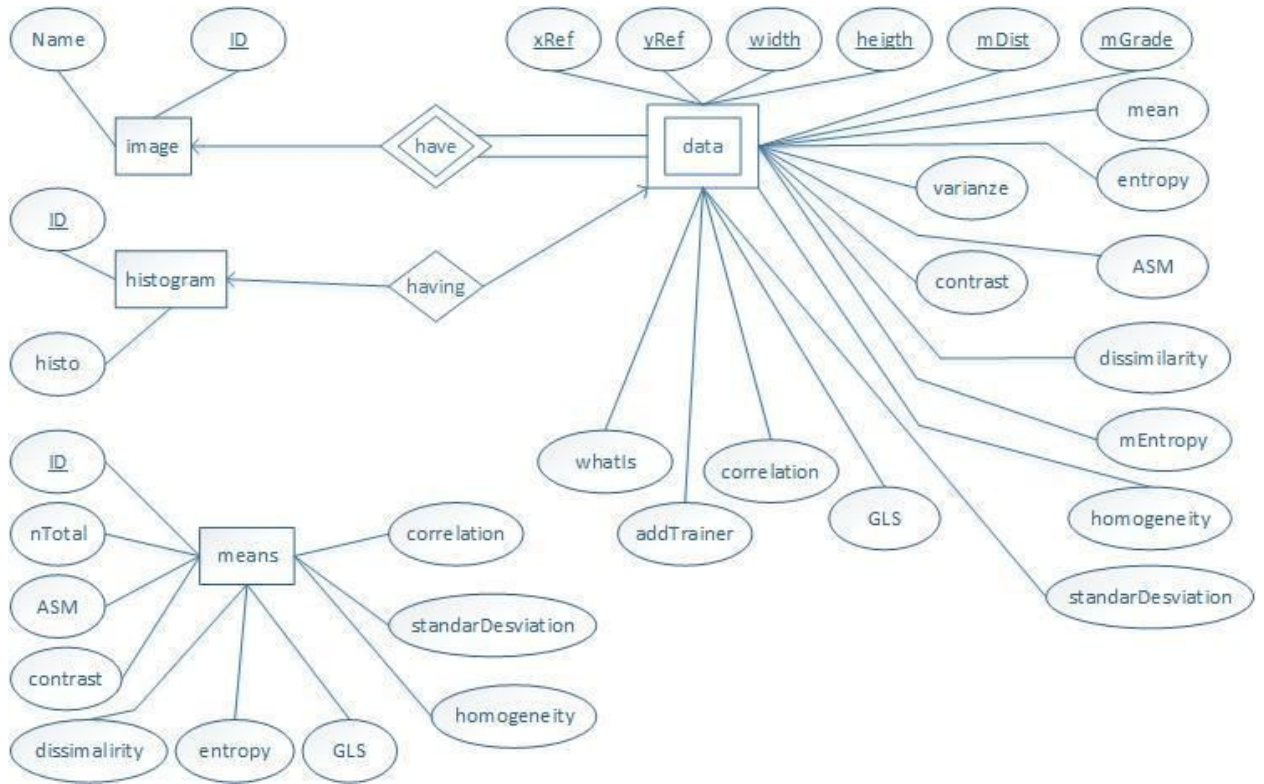 Name
ID
xRef
yRef
width
heigth
mDist
mGrade
image
have
data
mean
entropy
varianze
ID
histogram
having
contrast
ASM
histo
dissimilarity
whatIs
correlation
mEntropy
addTrainer
GLS
homogeneity
standarDesviation
ID
nTotal
means
correlation
ASM
standarDesviation
contrast
homogeneity
dissimalirity
entropy
GLS